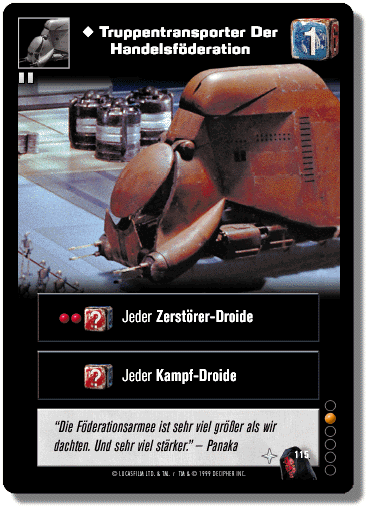 Truppentransporter Der
Handelsföderation
1
? Jeder Zerstörer-Droide
? Jeder Kampf-Droide
"Die Föderationsarmee ist sehr viel größer als wir
dachten. Und sehr viel stärker." – Panaka
115
© LUCASFILM LTD. & TM. r TM & © 1999 DECIPHER INC.